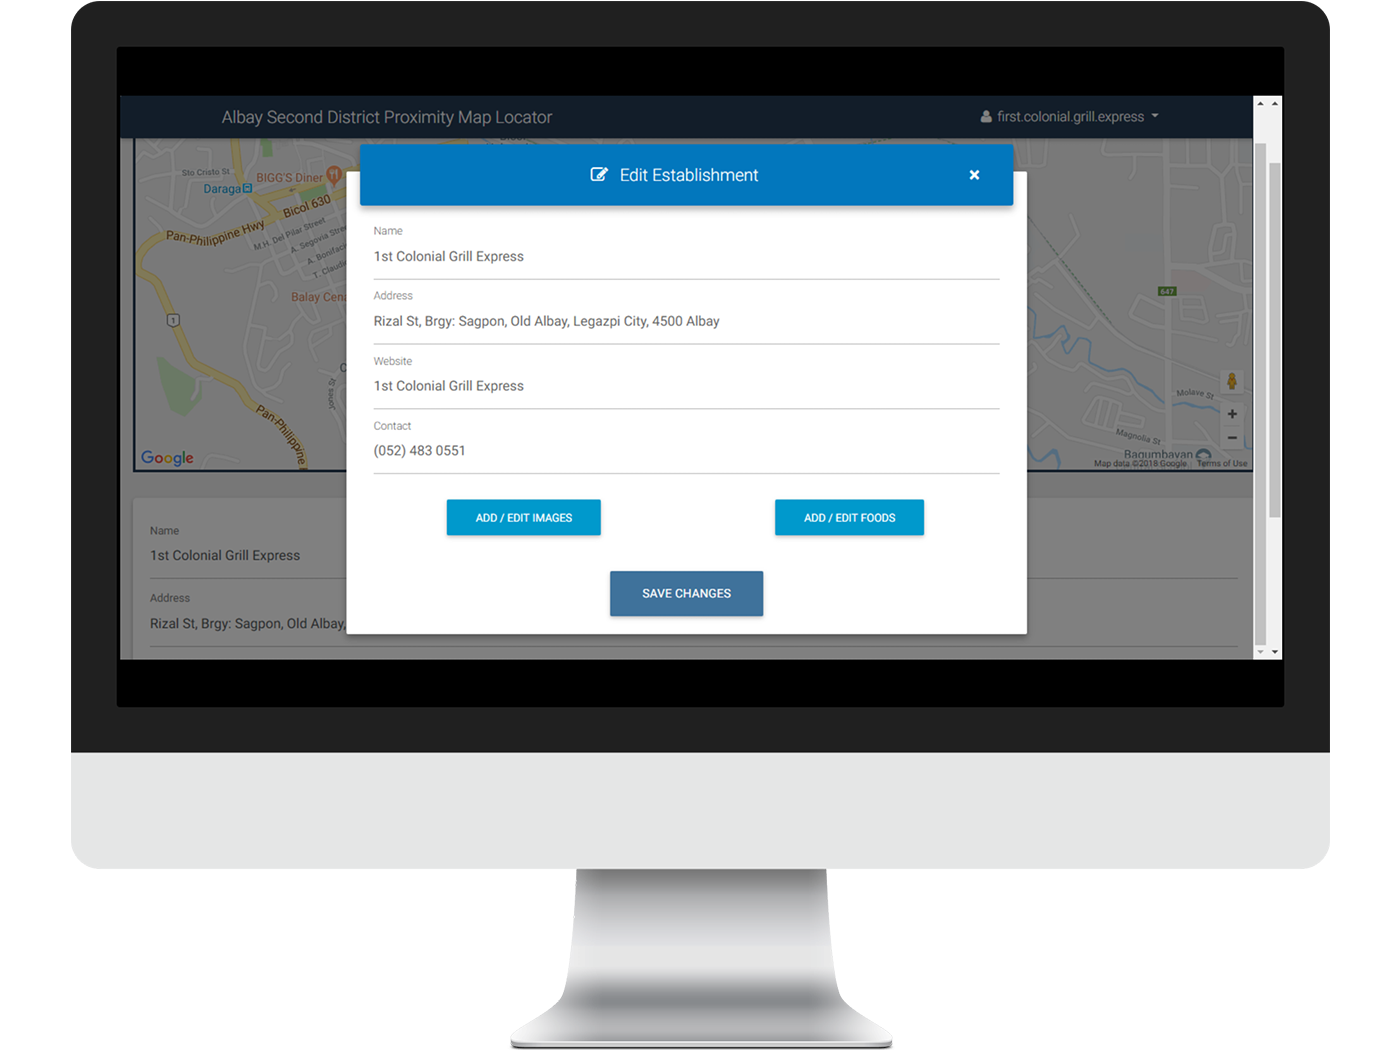 Albay Second District Proximity Map Locator
first.colonial.grill.express
Edit Establishment
Sto Cristo St
BIGG'S Diner
Daraga
Bicol 630
Pan-Philippine Hwy
M.H. Del Pilar Street
A. Segovia Stre
A. Bonifac
T. Claudi
Balay Cena
1
647
Jones St
Pan-Philippine
Molave St
Magnolia St
Bagumbayan
Google
Map data ©2018 Google
Terms of Use
Name
1st Colonial Grill Express
Address
Rizal St, Brgy: Sagpon, Old Albay, Legazpi City, 4500 Albay
Website
1st Colonial Grill Express
Contact
(052) 483 0551
ADD / EDIT IMAGES
ADD / EDIT FOODS
SAVE CHANGES
Name
1st Colonial Grill Express
Address
Rizal St, Brgy: Sagpon, Old Albay,